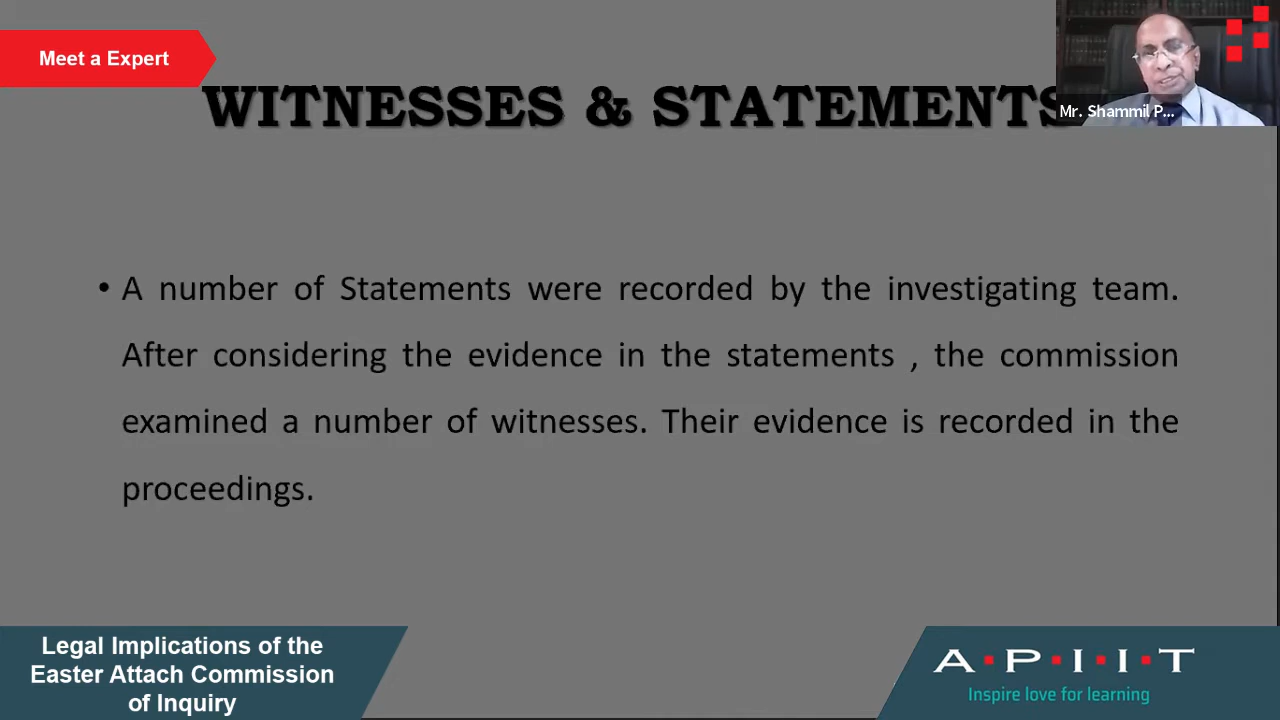 Meet a Expert
WITNESSES & STATEMENTS
Mr. Shammil P...
• A number of Statements were recorded by the investigating team.
After considering the evidence in the statements , the commission
examined a number of witnesses. Their evidence is recorded in the
proceedings.
Legal Implications of the
Easter Attach Commission
of Inquiry
A·P·I·I·T
Inspire love for learning